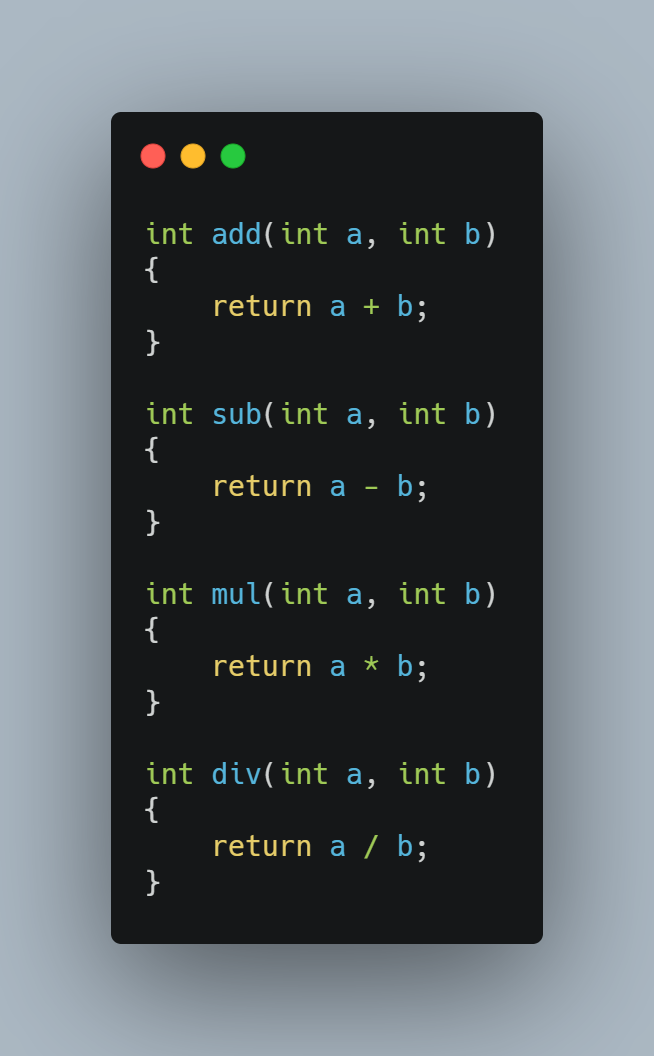 int add(int a, int b)
{
    return a + b;
}

int sub(int a, int b)
{
    return a - b;
}

int mul(int a, int b)
{
    return a * b;
}

int div(int a, int b)
{
    return a / b;
}